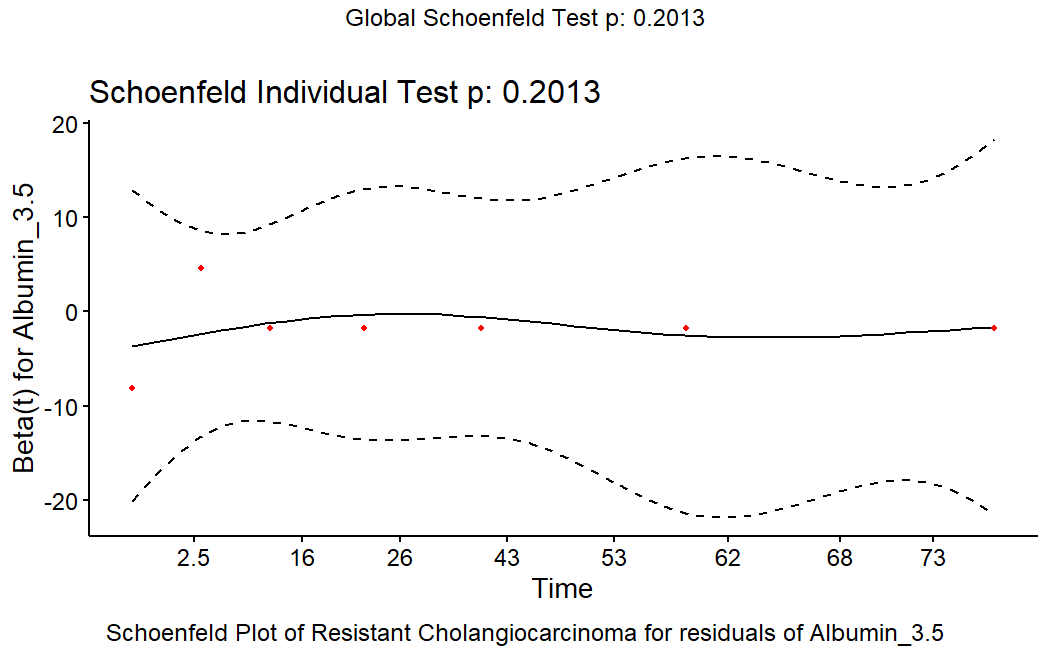 Global Schoenfeld Test p: 0.2013
Schoenfeld Individual Test p: 0.2013
Beta(t) for Albumin_3.5
20
10
0
-10
-20
2.5 16 26 43 53 62 68 73
Time
Schoenfeld Plot of Resistant Cholangiocarcinoma for residuals of Albumin_3.5